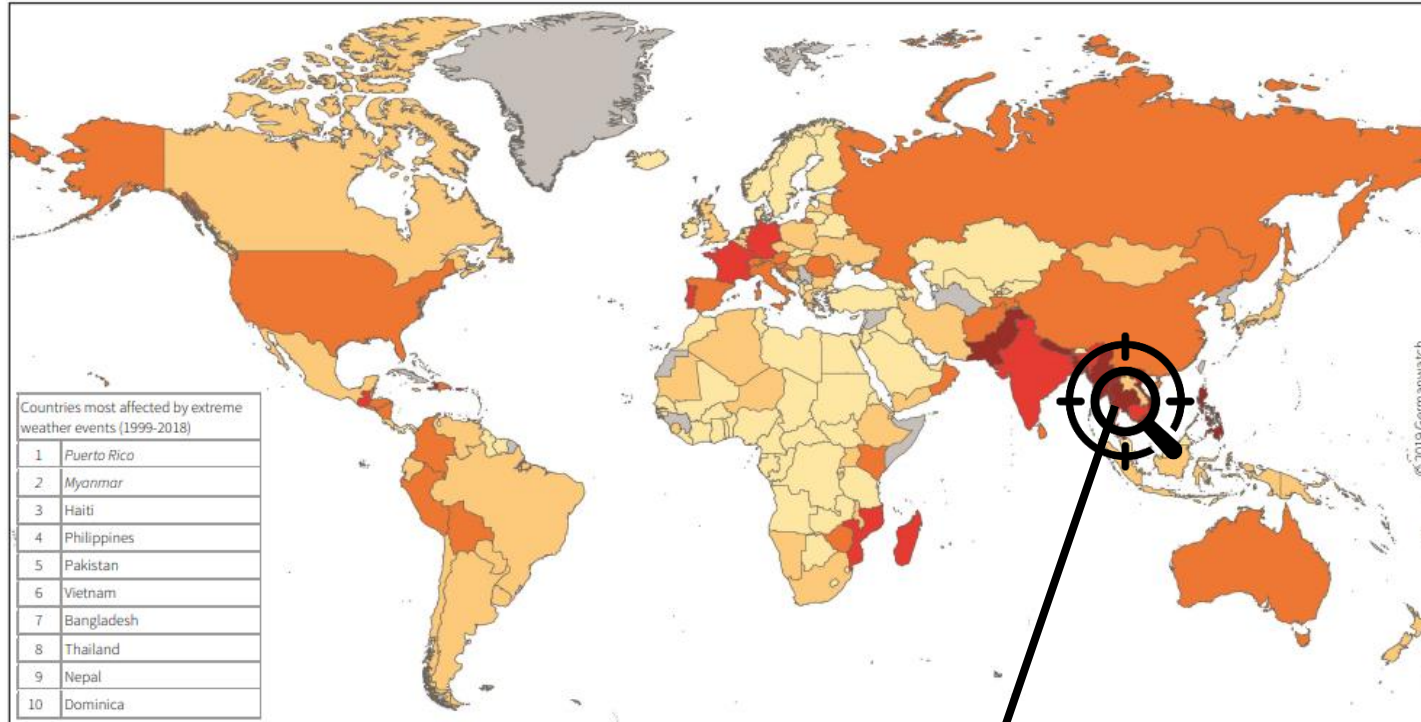 Countries most affected by extreme
weather events (1999-2018)
1 Puerto Rico
2 Myanmar
3 Haiti
4 Philippines
5 Pakistan
6 Vietnam
7 Bangladesh
8 Thailand
9 Nepal
10 Dominica
© 2019 Germanwatch